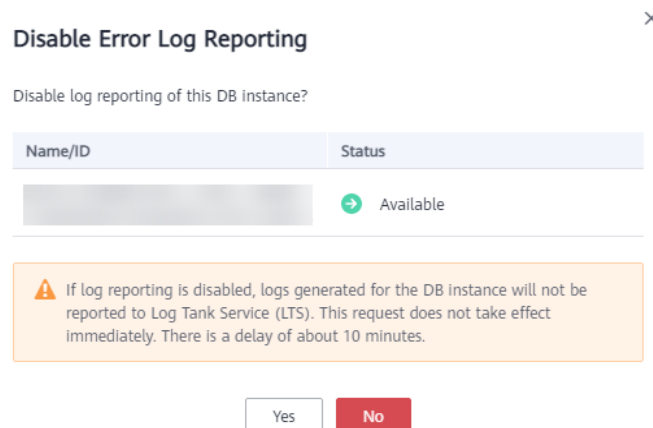 Disable Error Log Reporting
Disable log reporting of this DB instance?
Name/ID Status
Available
If log reporting is disabled, logs generated for the DB instance will not be
reported to Log Tank Service (LTS). This request does not take effect
immediately. There is a delay of about 10 minutes.
Yes No